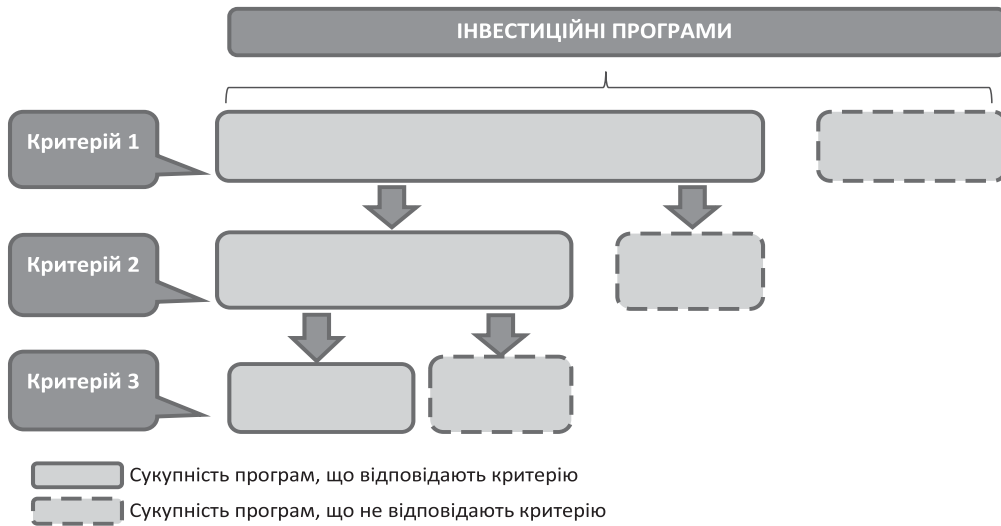 ІНВЕСТИЦІЙНІ ПРОГРАМИ
Критерій 1
Критерій 2
Критерій 3
Сукупність програм, що відповідають критерію
Сукупність програм, що не відповідають критерію